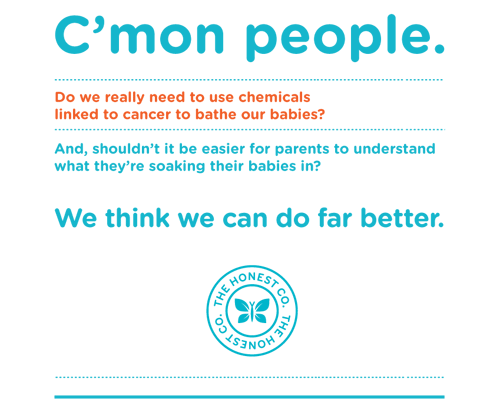 C’mon people.
Do we really need to use chemicals
linked to cancer to bathe our babies?
And, shouldn’t it be easier for parents to understand
what they’re soaking their babies in?
We think we can do far better.
THE HONEST CO. THE HONEST CO.